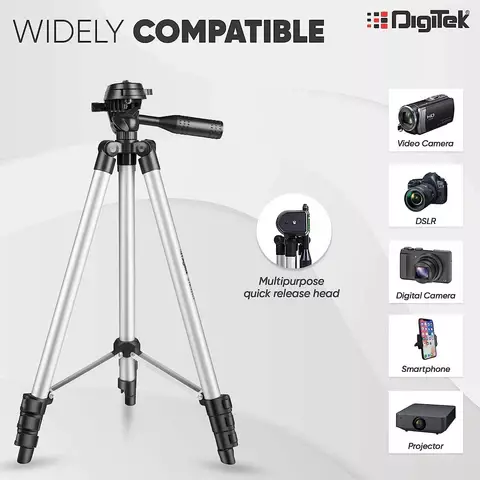 WIDELY COMPATIBLE
DIGITEK®
Video Camera
DSLR
Multipurpose
quick release head
Digital Camera
Smartphone
Projector